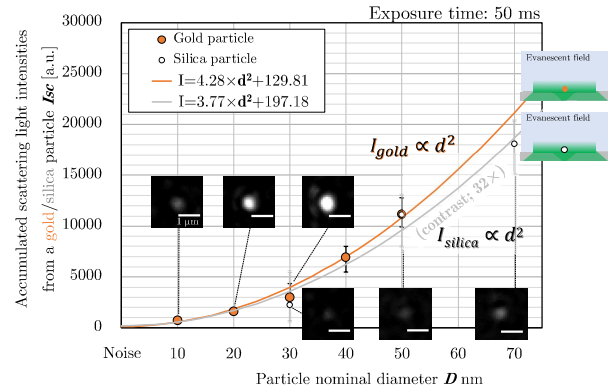 Exposure time: 50 ms
Gold particle
Silica particle
I=4.28×d²+129.81
I=3.77×d²+197.18
Evanescent field
Evanescent field
I gold ∝ d²
(contrast; 32×)
I silica ∝ d²
1 μm
Accumulated scattering light intensities
from a gold/silica particle Isc [a.u.]
30000
25000
20000
15000
10000
5000
0
Noise 10 20 30 40 50 60 70
Particle nominal diameter D nm